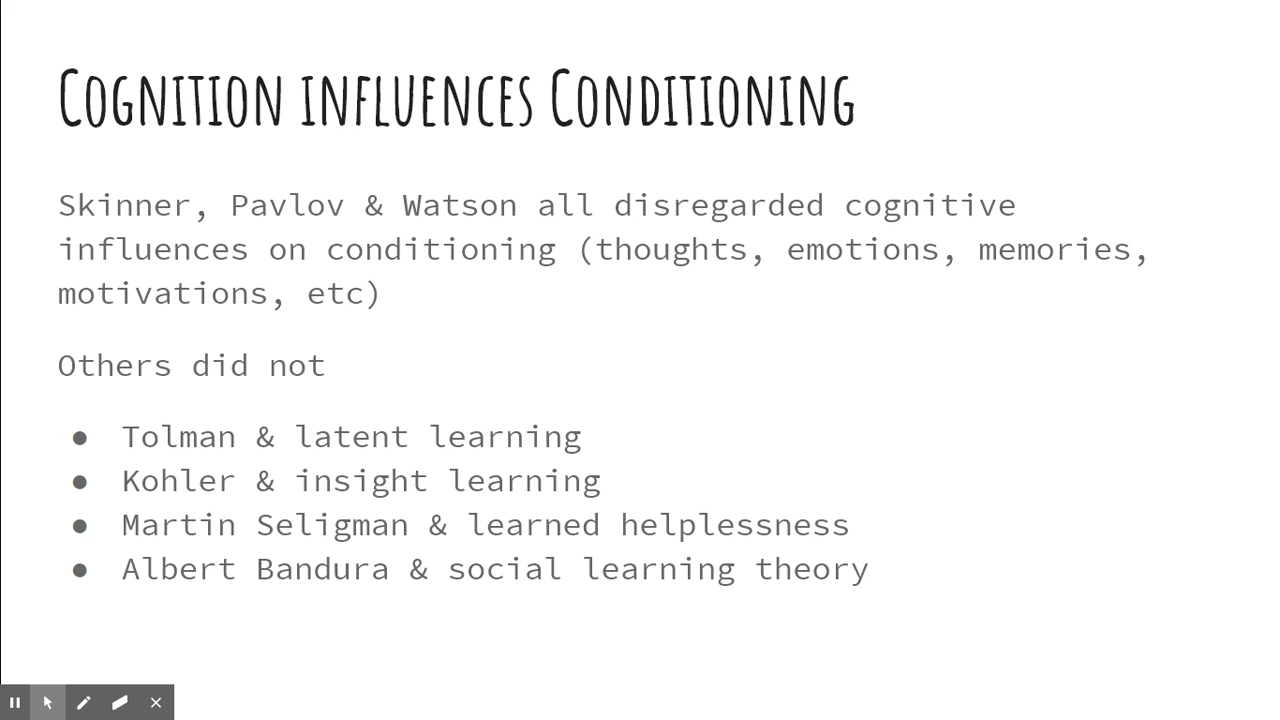 Cognition influences Conditioning
Skinner, Pavlov & Watson all disregarded cognitive
influences on conditioning (thoughts, emotions, memories,
motivations, etc)
Others did not
● Tolman & latent learning
● Kohler & insight learning
● Martin Seligman & learned helplessness
● Albert Bandura & social learning theory